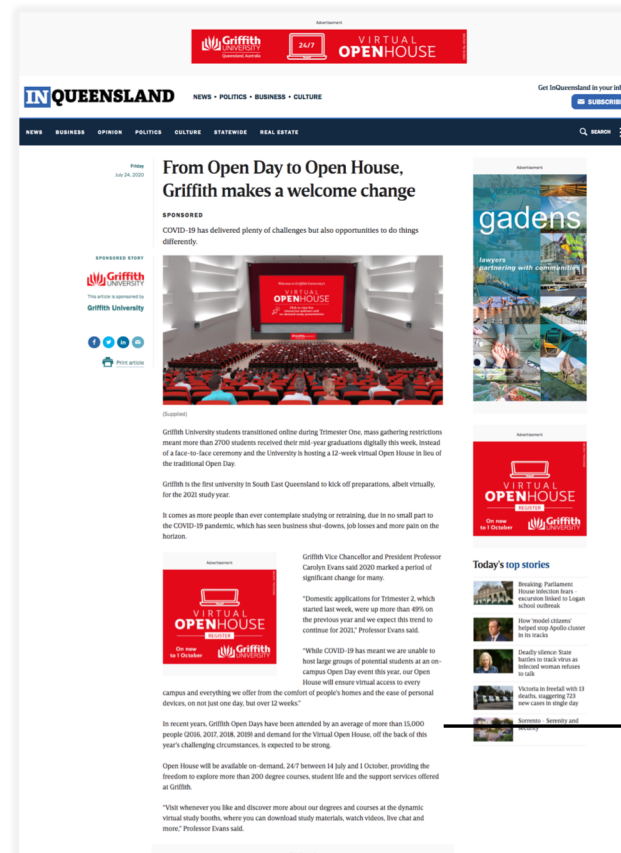 Advertisement
Griffith
UNIVERSITY
Queensland, Australia
24/7
VIRTUAL
OPENHOUSE
INQUEENSLAND
NEWS • POLITICS • BUSINESS • CULTURE
Get InQueensland in your inb
SUBSCRIBE
NEWS BUSINESS OPINION POLITICS CULTURE STATEWIDE REAL ESTATE
SEARCH
Friday
July 24, 2020
From Open Day to Open House,
Griffith makes a welcome change
SPONSORED
COVID-19 has delivered plenty of challenges but also opportunities to do things
differently.
SPONSORED STORY
Griffith
UNIVERSITY
This article is sponsored by
Griffith University
Print article
VIRTUAL
OPENHOUSE
(Supplied)
Griffith University students transitioned online during Trimester One, mass gathering restrictions
meant more than 2700 students received their mid-year graduations digitally this week, instead
of a face-to-face ceremony and the University is hosting a 12-week virtual Open House in lieu of
the traditional Open Day.
Griffith is the first university in South East Queensland to kick off preparations, albeit virtually,
for the 2021 study year.
It comes as more people than ever contemplate studying or retraining, due in no small part to
the COVID-19 pandemic, which has seen business shut-downs, job losses and more pain on the
horizon.
Advertisement
VIRTUAL
OPENHOUSE
REGISTER
On now
to 1 October
Griffith
UNIVERSITY
Griffith Vice Chancellor and President Professor
Carolyn Evans said 2020 marked a period of
significant change for many.
"Domestic applications for Trimester 2, which
started last week, were up more than 49% on
the previous year and we expect this trend to
continue for 2021," Professor Evans said.
"While COVID-19 has meant we are unable to
host large groups of potential students at an on-
campus Open Day event this year, our Open
House will ensure virtual access to every
campus and everything we offer from the comfort of people's homes and the ease of personal
devices, on not just one day, but over 12 weeks."
In recent years, Griffith Open Days have been attended by an average of more than 15,000
people (2016, 2017, 2018, 2019) and demand for the Virtual Open House, off the back of this
year's challenging circumstances, is expected to be strong.
Open House will be available on-demand, 24/7 between 14 July and 1 October, providing the
freedom to explore more than 200 degree courses, student life and the support services offered
at Griffith.
"Visit whenever you like and discover more about our degrees and courses at the dynamic
virtual study booths, where you can download study materials, watch videos, live chat and
more," Professor Evans said.
Advertisement
gadens
lawyers
partnering with communities
Advertisement
VIRTUAL
OPENHOUSE
REGISTER
On now
to 1 October
Griffith
UNIVERSITY
Today's top stories
Breaking: Parliament
House infection fears –
excursion linked to Logan
school outbreak
How 'model citizens'
helped stop Apollo cluster
in its tracks
Deadly silence: State
battles to track virus as
infected woman refuses
to talk
Victoria in freefall with 13
deaths, staggering 723
new cases in single day
Sorrento – Serenity and
security